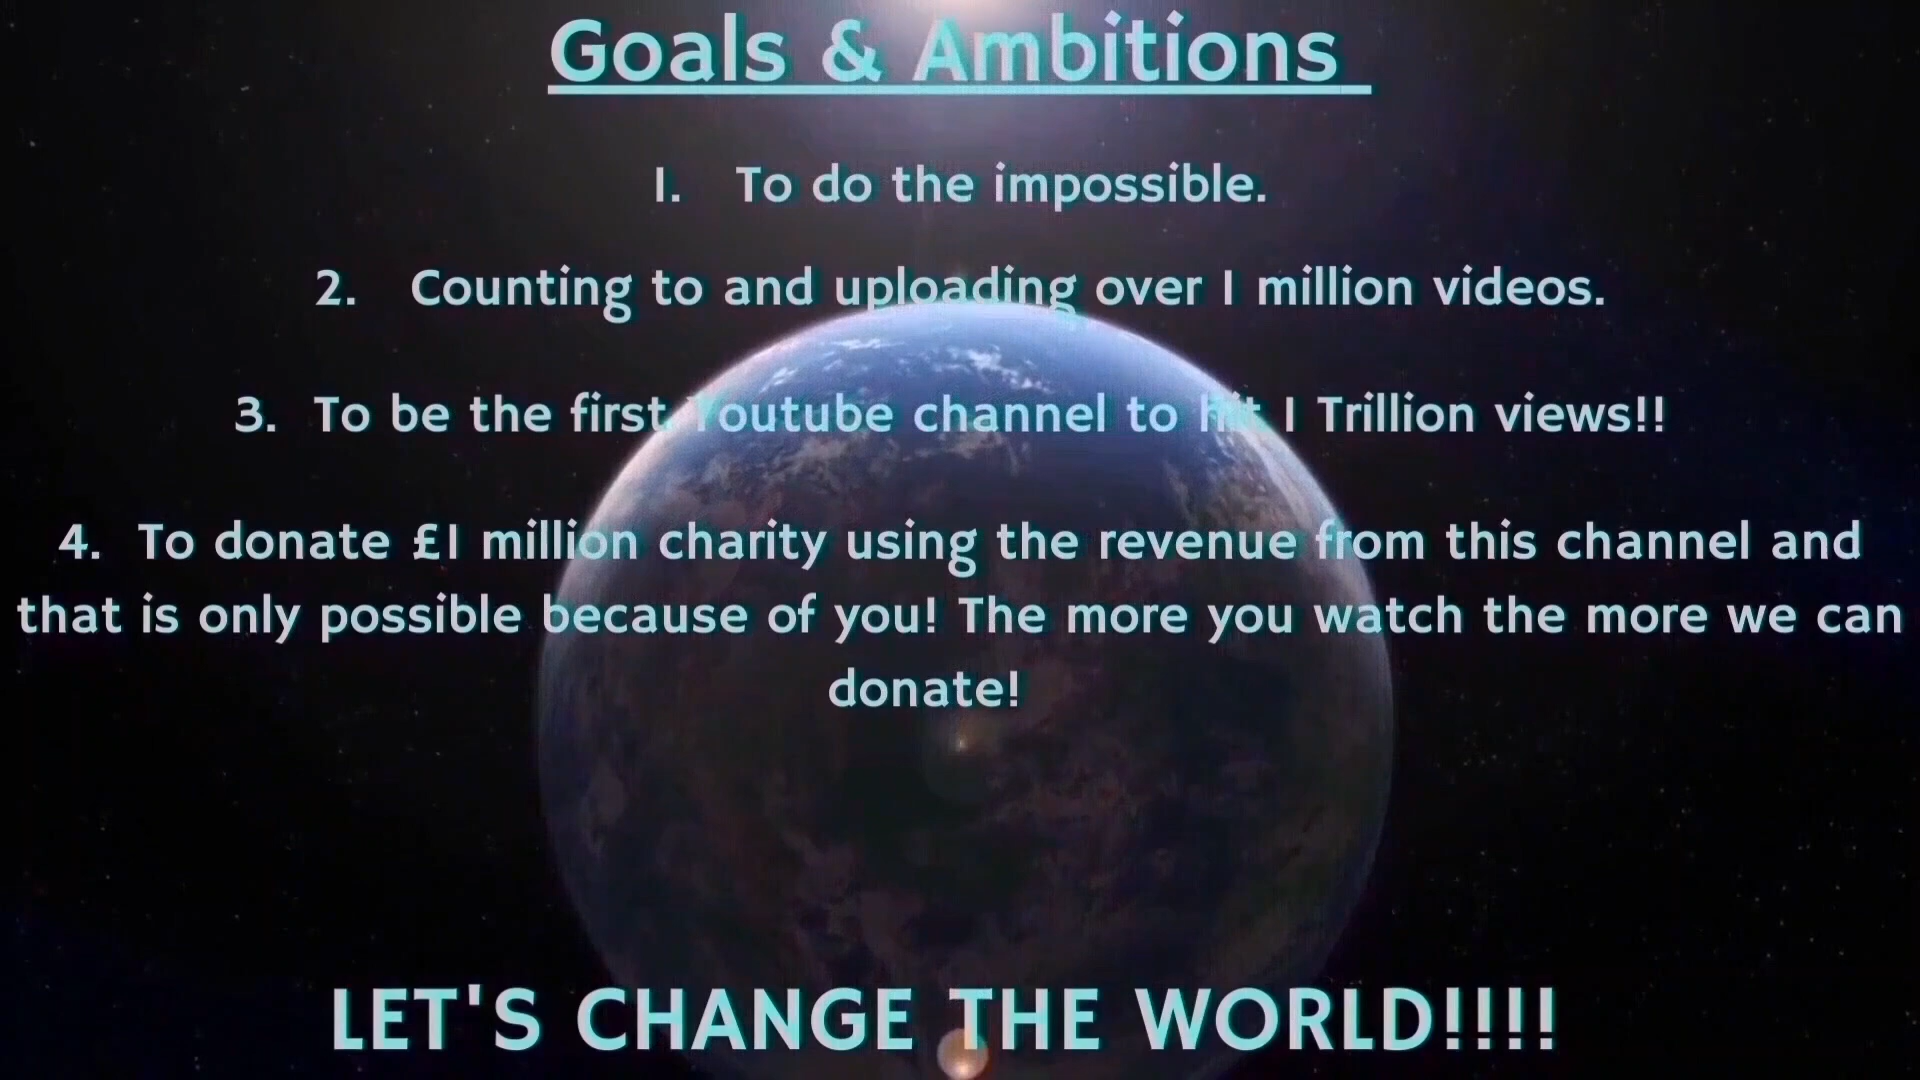 Goals & Ambitions
1. To do the impossible.
2. Counting to and uploading over 1 million videos.
3. To be the first Youtube channel to hit 1 Trillion views!!
4. To donate £1 million charity using the revenue from this channel and
that is only possible because of you! The more you watch the more we can
donate!
LET'S CHANGE THE WORLD!!!!